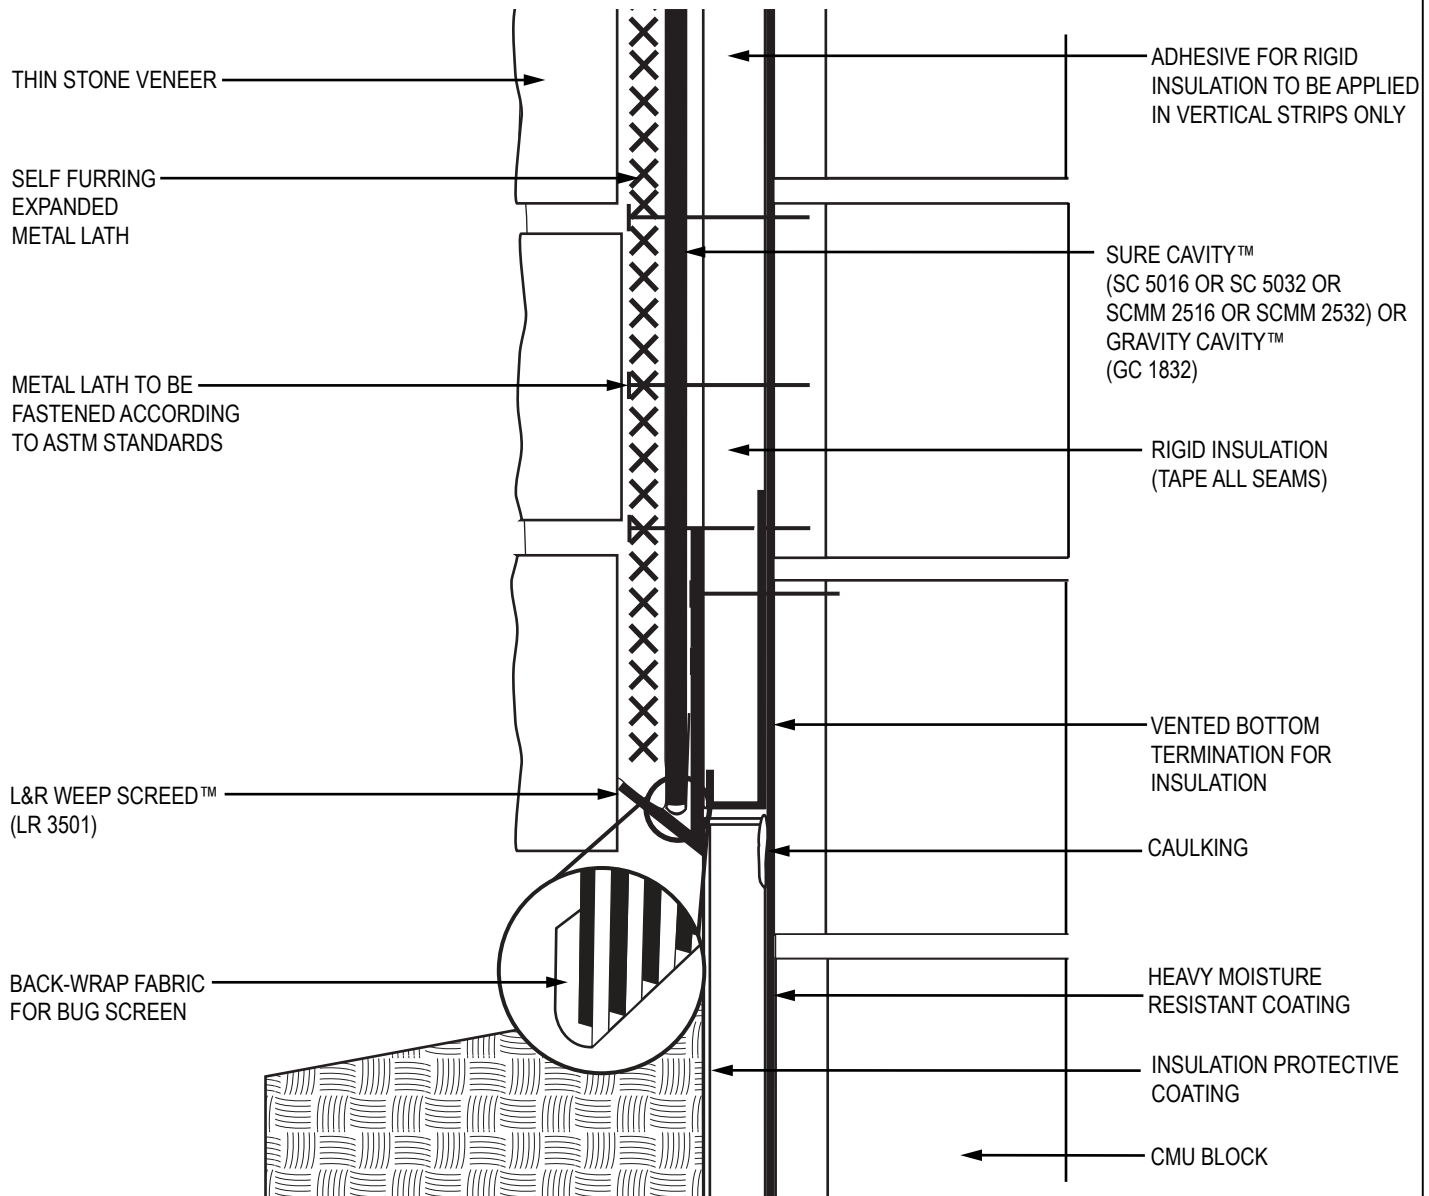 THIN STONE VENEER
SELF FURRING
EXPANDED
METAL LATH
METAL LATH TO BE
FASTENED ACCORDING
TO ASTM STANDARDS
L&R WEEP SCREED™
(LR 3501)
BACK-WRAP FABRIC
FOR BUG SCREEN
ADHESIVE FOR RIGID
INSULATION TO BE APPLIED
IN VERTICAL STRIPS ONLY
SURE CAVITY™
(SC 5016 OR SC 5032 OR
SCMM 2516 OR SCMM 2532) OR
GRAVITY CAVITY™
(GC 1832)
RIGID INSULATION
(TAPE ALL SEAMS)
VENTED BOTTOM
TERMINATION FOR
INSULATION
CAULKING
HEAVY MOISTURE
RESISTANT COATING
INSULATION PROTECTIVE
COATING
CMU BLOCK